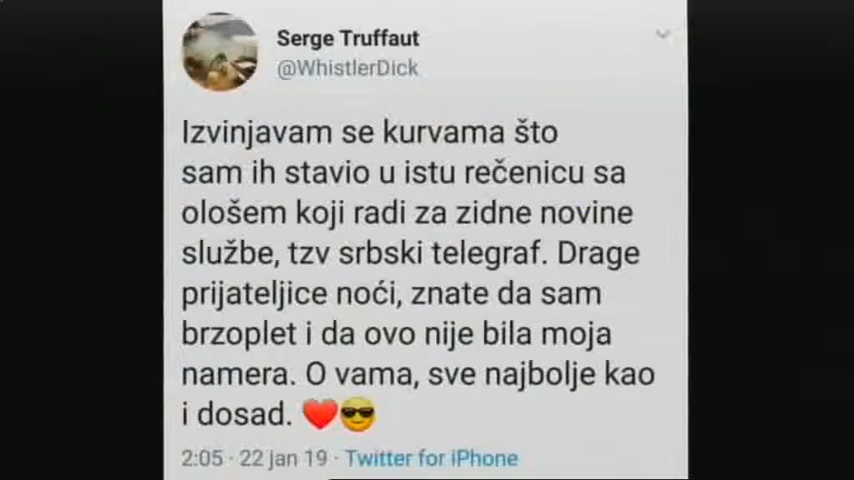 Serge Truffaut
@WhistlerDick
Izvinjavam se kurvama što
sam ih stavio u istu rečenicu sa
ološem koji radi za zidne novine
službe, tzv srbski telegraf. Drage
prijateljice noći, znate da sam
brzoplet i da ovo nije bila moja
namera. O vama, sve najbolje kao
i dosad. ❤️😎
2:05 · 22 jan 19 · Twitter for iPhone